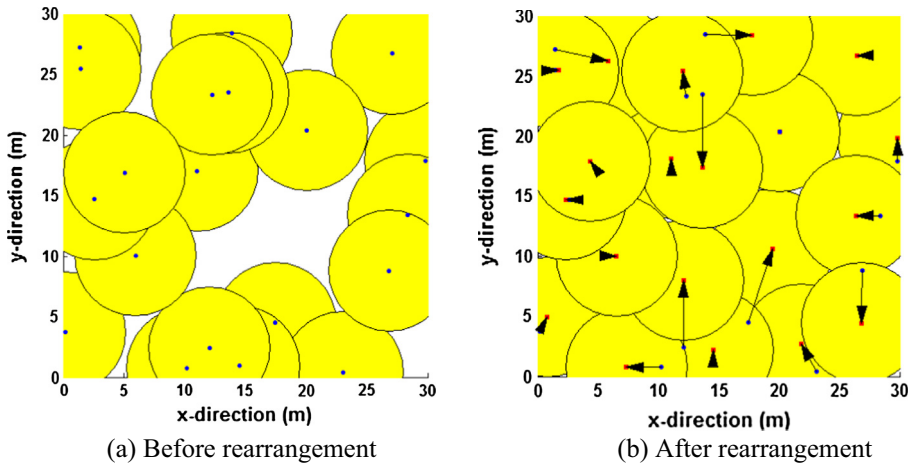 30
25
20
15
10
5
0
y-direction (m)
0 5 10 15 20 25 30
x-direction (m)
(a) Before rearrangement
30
25
20
15
10
5
0
y-direction (m)
0 5 10 15 20 25 30
x-direction (m)
(b) After rearrangement